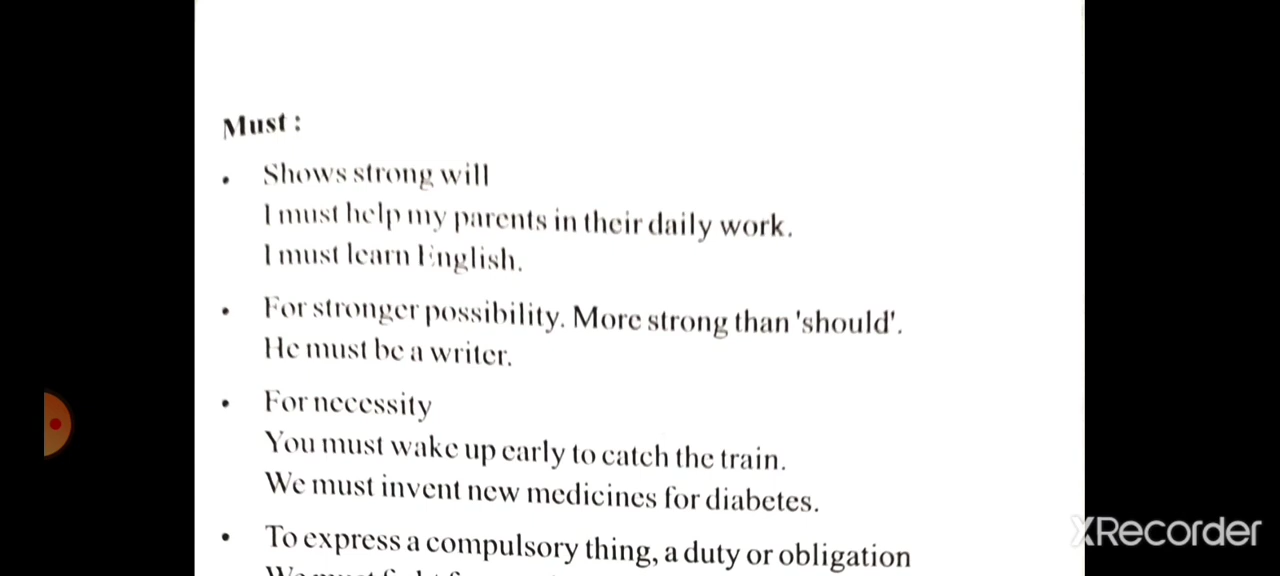 Must :
• Shows strong will
I must help my parents in their daily work.
I must learn English.
• For stronger possibility. More strong than 'should'.
He must be a writer.
• For necessity
You must wake up early to catch the train.
We must invent new medicines for diabetes.
• To express a compulsory thing, a duty or obligation
We must
XRecorder